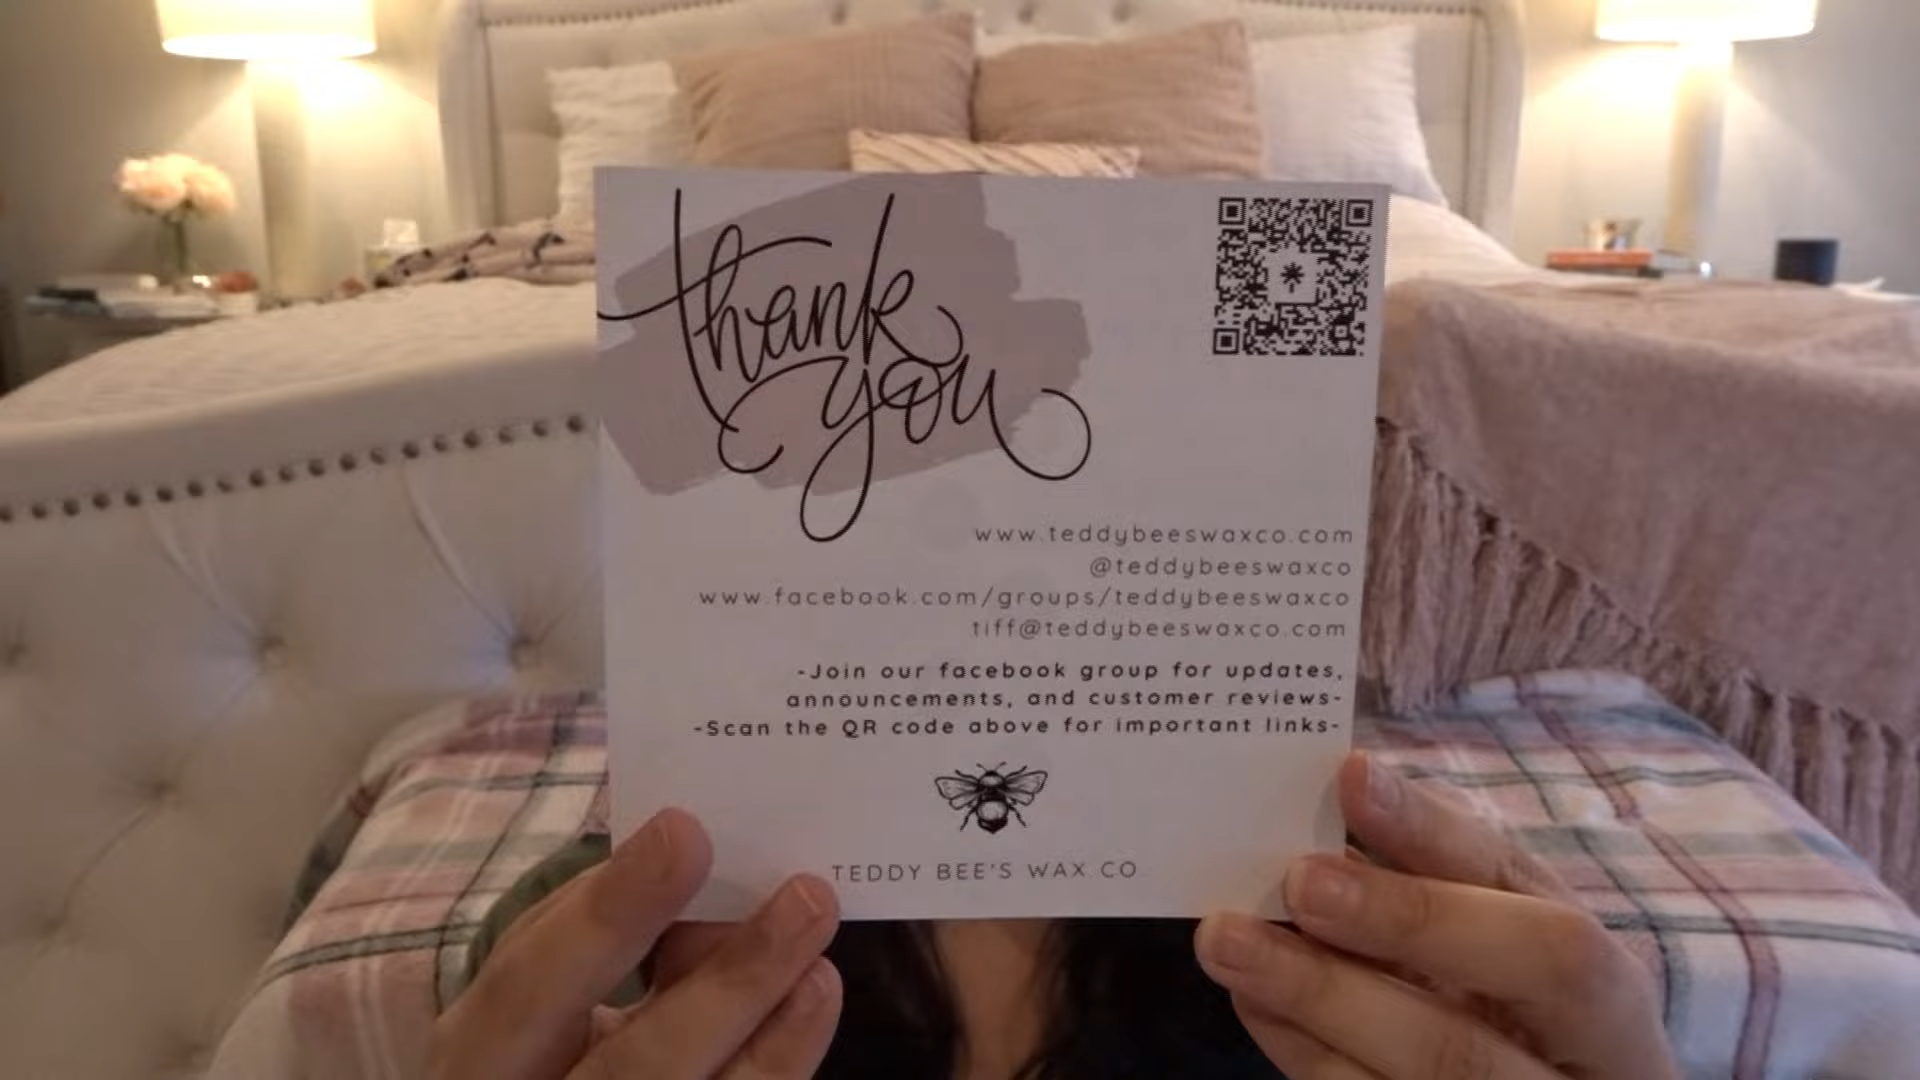 thank
you
www.teddybeeswaxco.com
@teddybeeswaxco
www.facebook.com/groups/teddybeeswaxco
tiff@teddybeeswaxco.com
-Join our facebook group for updates,
announcements, and customer reviews-
-Scan the QR code above for important links-
TEDDY BEE'S WAX CO